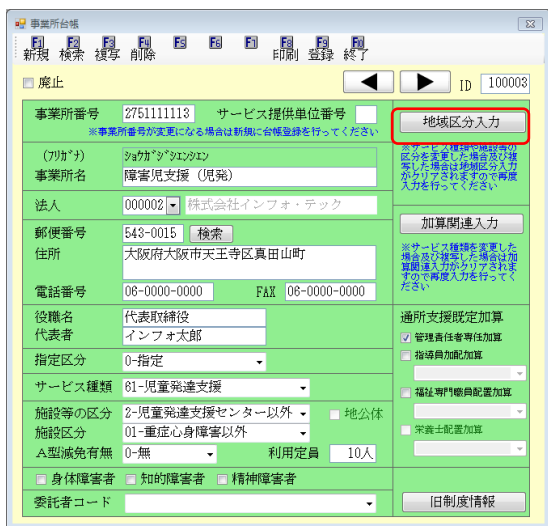 事業所台帳
F1 F2 F3 F4 F5 F6 F7 F8 F9 F10
新規 検索 複写 削除 印刷 登録 終了
廃止 ID 100003
事業所番号 2751111113 サービス提供単位番号
※事業所番号が変更になる場合は新規に台帳登録を行ってください
(フリガナ) ショウガジシエンシエン
事業所名 障害児支援（児発）
法人 000002 株式会社インフォ・テック
郵便番号 543-0015 検索
住所 大阪府大阪市天王寺区真田山町
電話番号 06-0000-0000 FAX 06-0000-0000
役職名 代表取締役
代表者 インフォ太郎
指定区分 0-指定
サービス種類 61-児童発達支援
施設等の区分 2-児童発達支援センター以外 地公体
施設区分 01-重症心身障害以外
A型減免有無 0-無 利用定員 10人
身体障害者 知的障害者 精神障害者
委託者コード
地域区分入力
※サービス種類や施設等の
区分を変更した場合及び複
写した場合は地域区分入力
がクリアされますので再度
入力を行ってください
加算関連入力
※サービス種類を変更した
場合及び複写した場合は加
算関連入力がクリアされま
すので再度入力を行ってく
ださい
通所支援既定加算
管理責任者専任加算
指導員加配加算
福祉専門職員配置加算
栄養士配置加算
旧制度情報